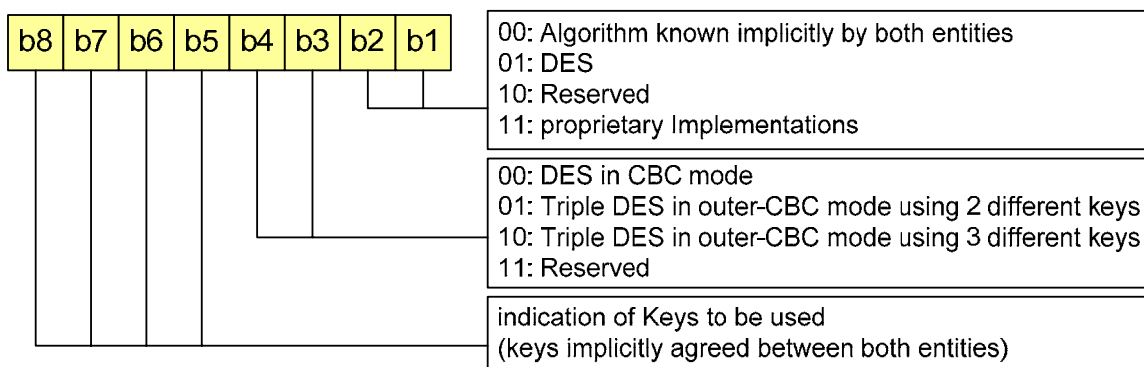 b8 b7 b6 b5 b4 b3 b2 b1
00: Algorithm known implicitly by both entities
01: DES
10: Reserved
11: proprietary Implementations
00: DES in CBC mode
01: Triple DES in outer-CBC mode using 2 different keys
10: Triple DES in outer-CBC mode using 3 different keys
11: Reserved
indication of Keys to be used
(keys implicitly agreed between both entities)